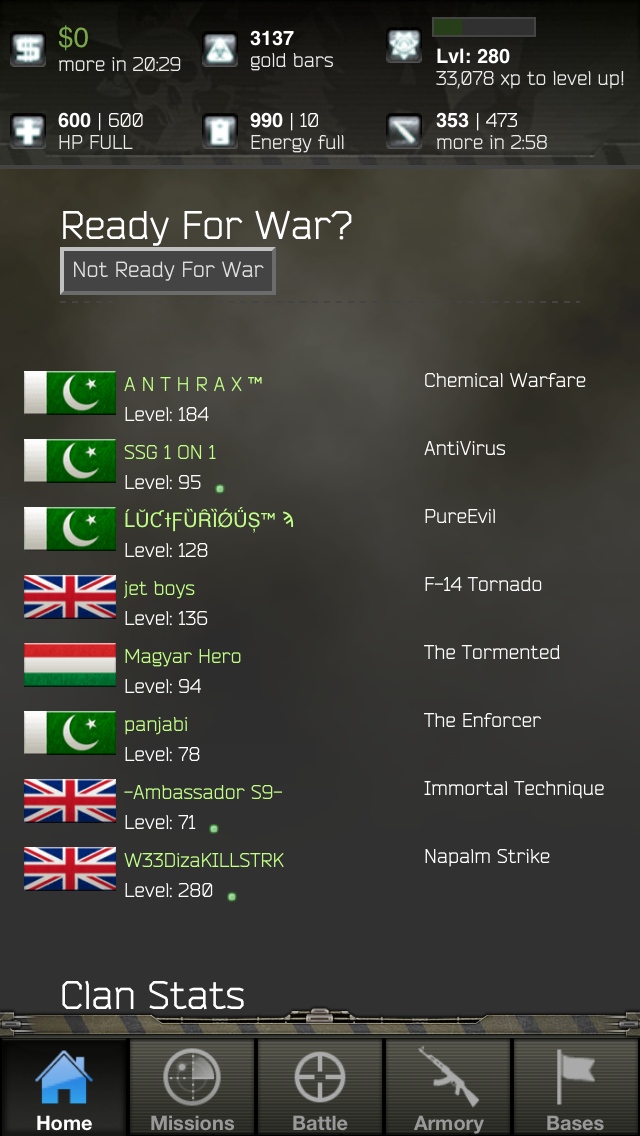 $0
more in 20:29
3137
gold bars
Lvl: 280
33,078 xp to level up!
600 | 600
HP FULL
990 | 10
Energy full
353 | 473
more in 2:58
Ready For War?
Not Ready For War
A N T H R A X ™
Chemical Warfare
Level: 184
SSG 1 ON 1
AntiVirus
Level: 95
PureEvil
Level: 128
jet boys
F-14 Tornado
Level: 136
Magyar Hero
The Tormented
Level: 94
panjabi
The Enforcer
Level: 78
-Ambassador S9-
Immortal Technique
Level: 71
W33DizaKILLSTRK
Napalm Strike
Level: 280
Clan Stats
Home
Missions
Battle
Armory
Bases